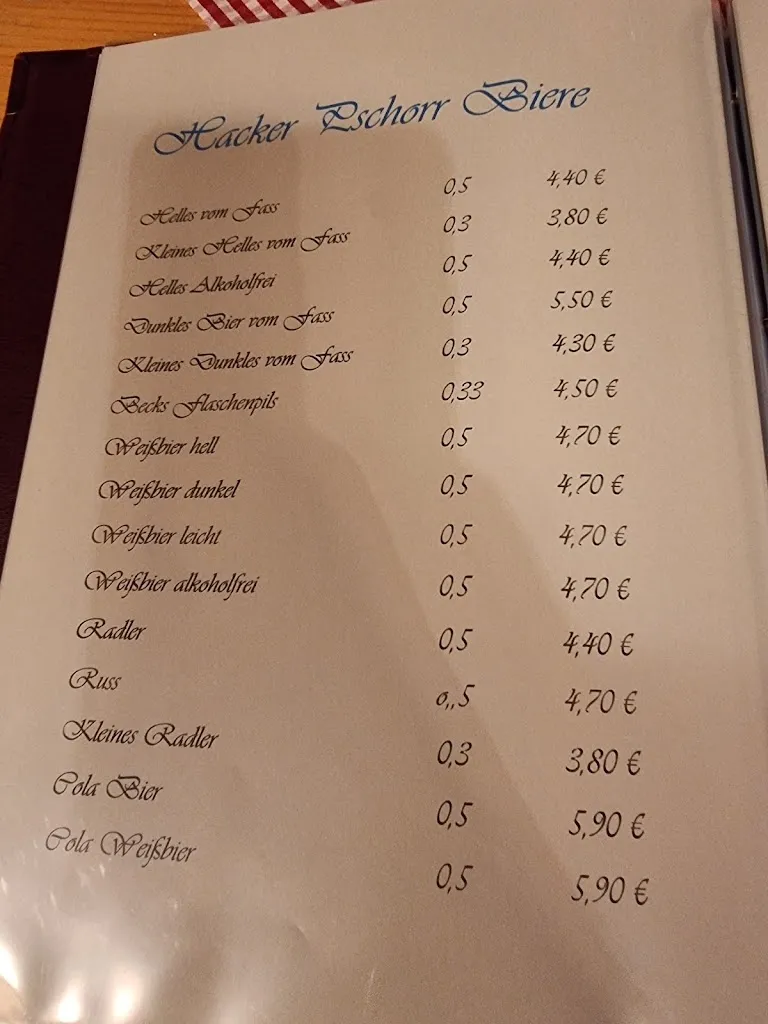 Hacker Pschorr Biere
Helles vom Fass 0,5 4,40 €
Kleines Helles vom Fass 0,3 3,80 €
Helles Alkoholfrei 0,5 4,40 €
Dunkles Bier vom Fass 0,5 5,50 €
Kleines Dunkles vom Fass 0,3 4,30 €
Becks Flaschenpils 0,33 4,50 €
Weißbier hell 0,5 4,70 €
Weißbier dunkel 0,5 4,70 €
Weißbier leicht 0,5 4,70 €
Weißbier alkoholfrei 0,5 4,70 €
Radler 0,5 4,40 €
Russ o,,5 4,70 €
Kleines Radler 0,3 3,80 €
Cola Bier 0,5 5,90 €
Cola Weißbier 0,5 5,90 €